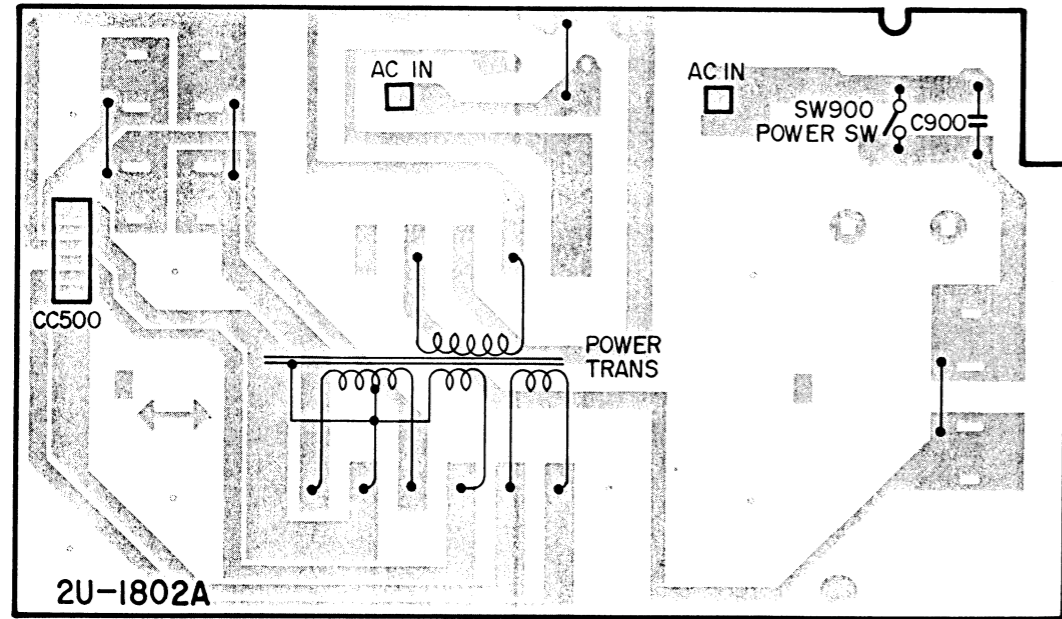 AC IN
AC IN
SW900
POWER SW
C900
CC500
POWER
TRANS
2U-1802A